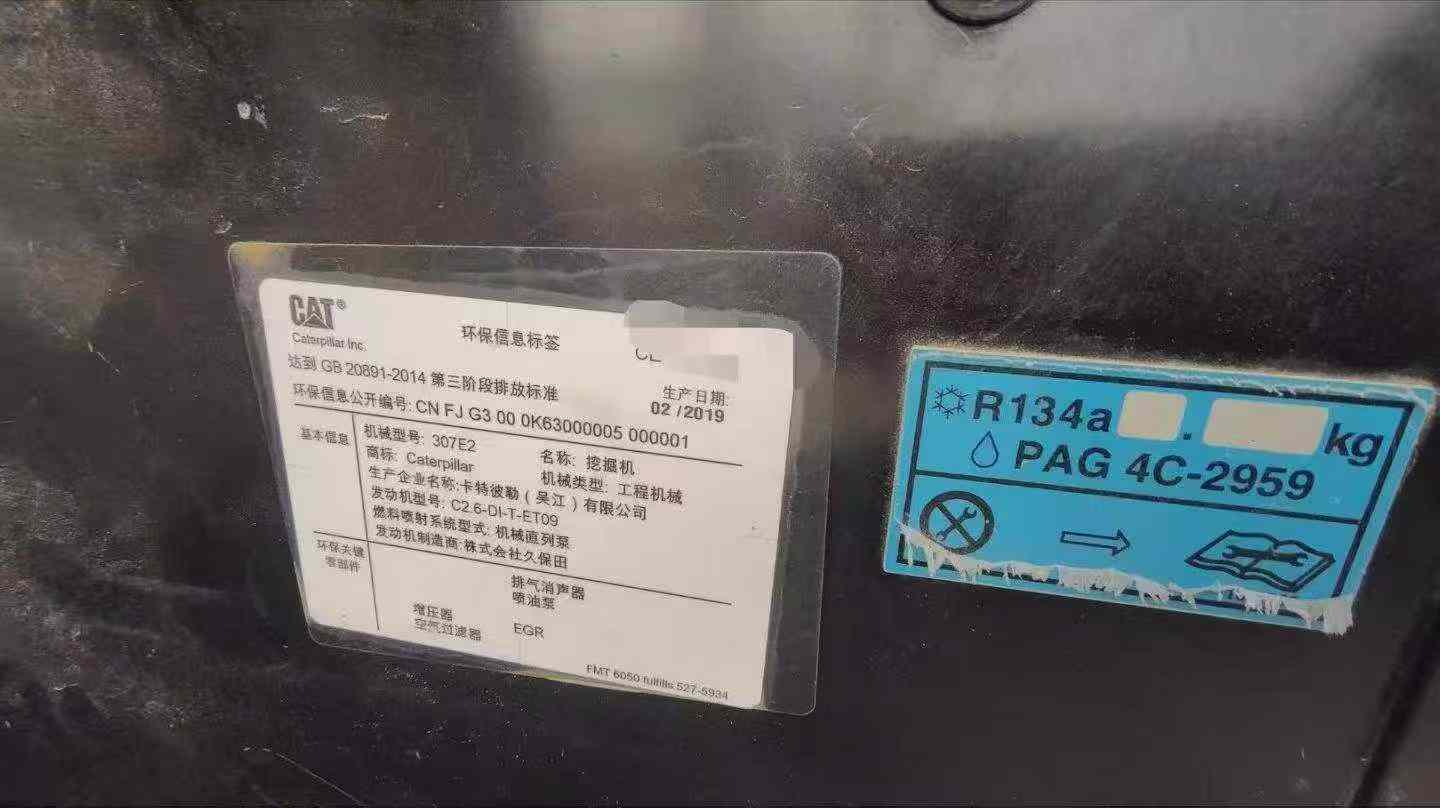 CAT®
Caterpillar Inc.
环保信息标签
达到 GB 20891-2014 第三阶段排放标准
生产日期:
02 /2019
环保信息公开编号: CN FJ G3 00 0K63000005 000001
基本信息
机械型号: 307E2
名称: 挖掘机
商标: Caterpillar
机械类型: 工程机械
生产企业名称:卡特彼勒（吴江）有限公司
发动机型号: C2.6-DI-T-ET09
燃料喷射系统型式: 机械直列泵
发动机制造商:株式会社久保田
环保关键
零部件
排气消声器
喷油泵
增压器
空气过滤器
EGR
FMT 6050 fulfills 527-5934
R134a . kg
PAG 4C-2959